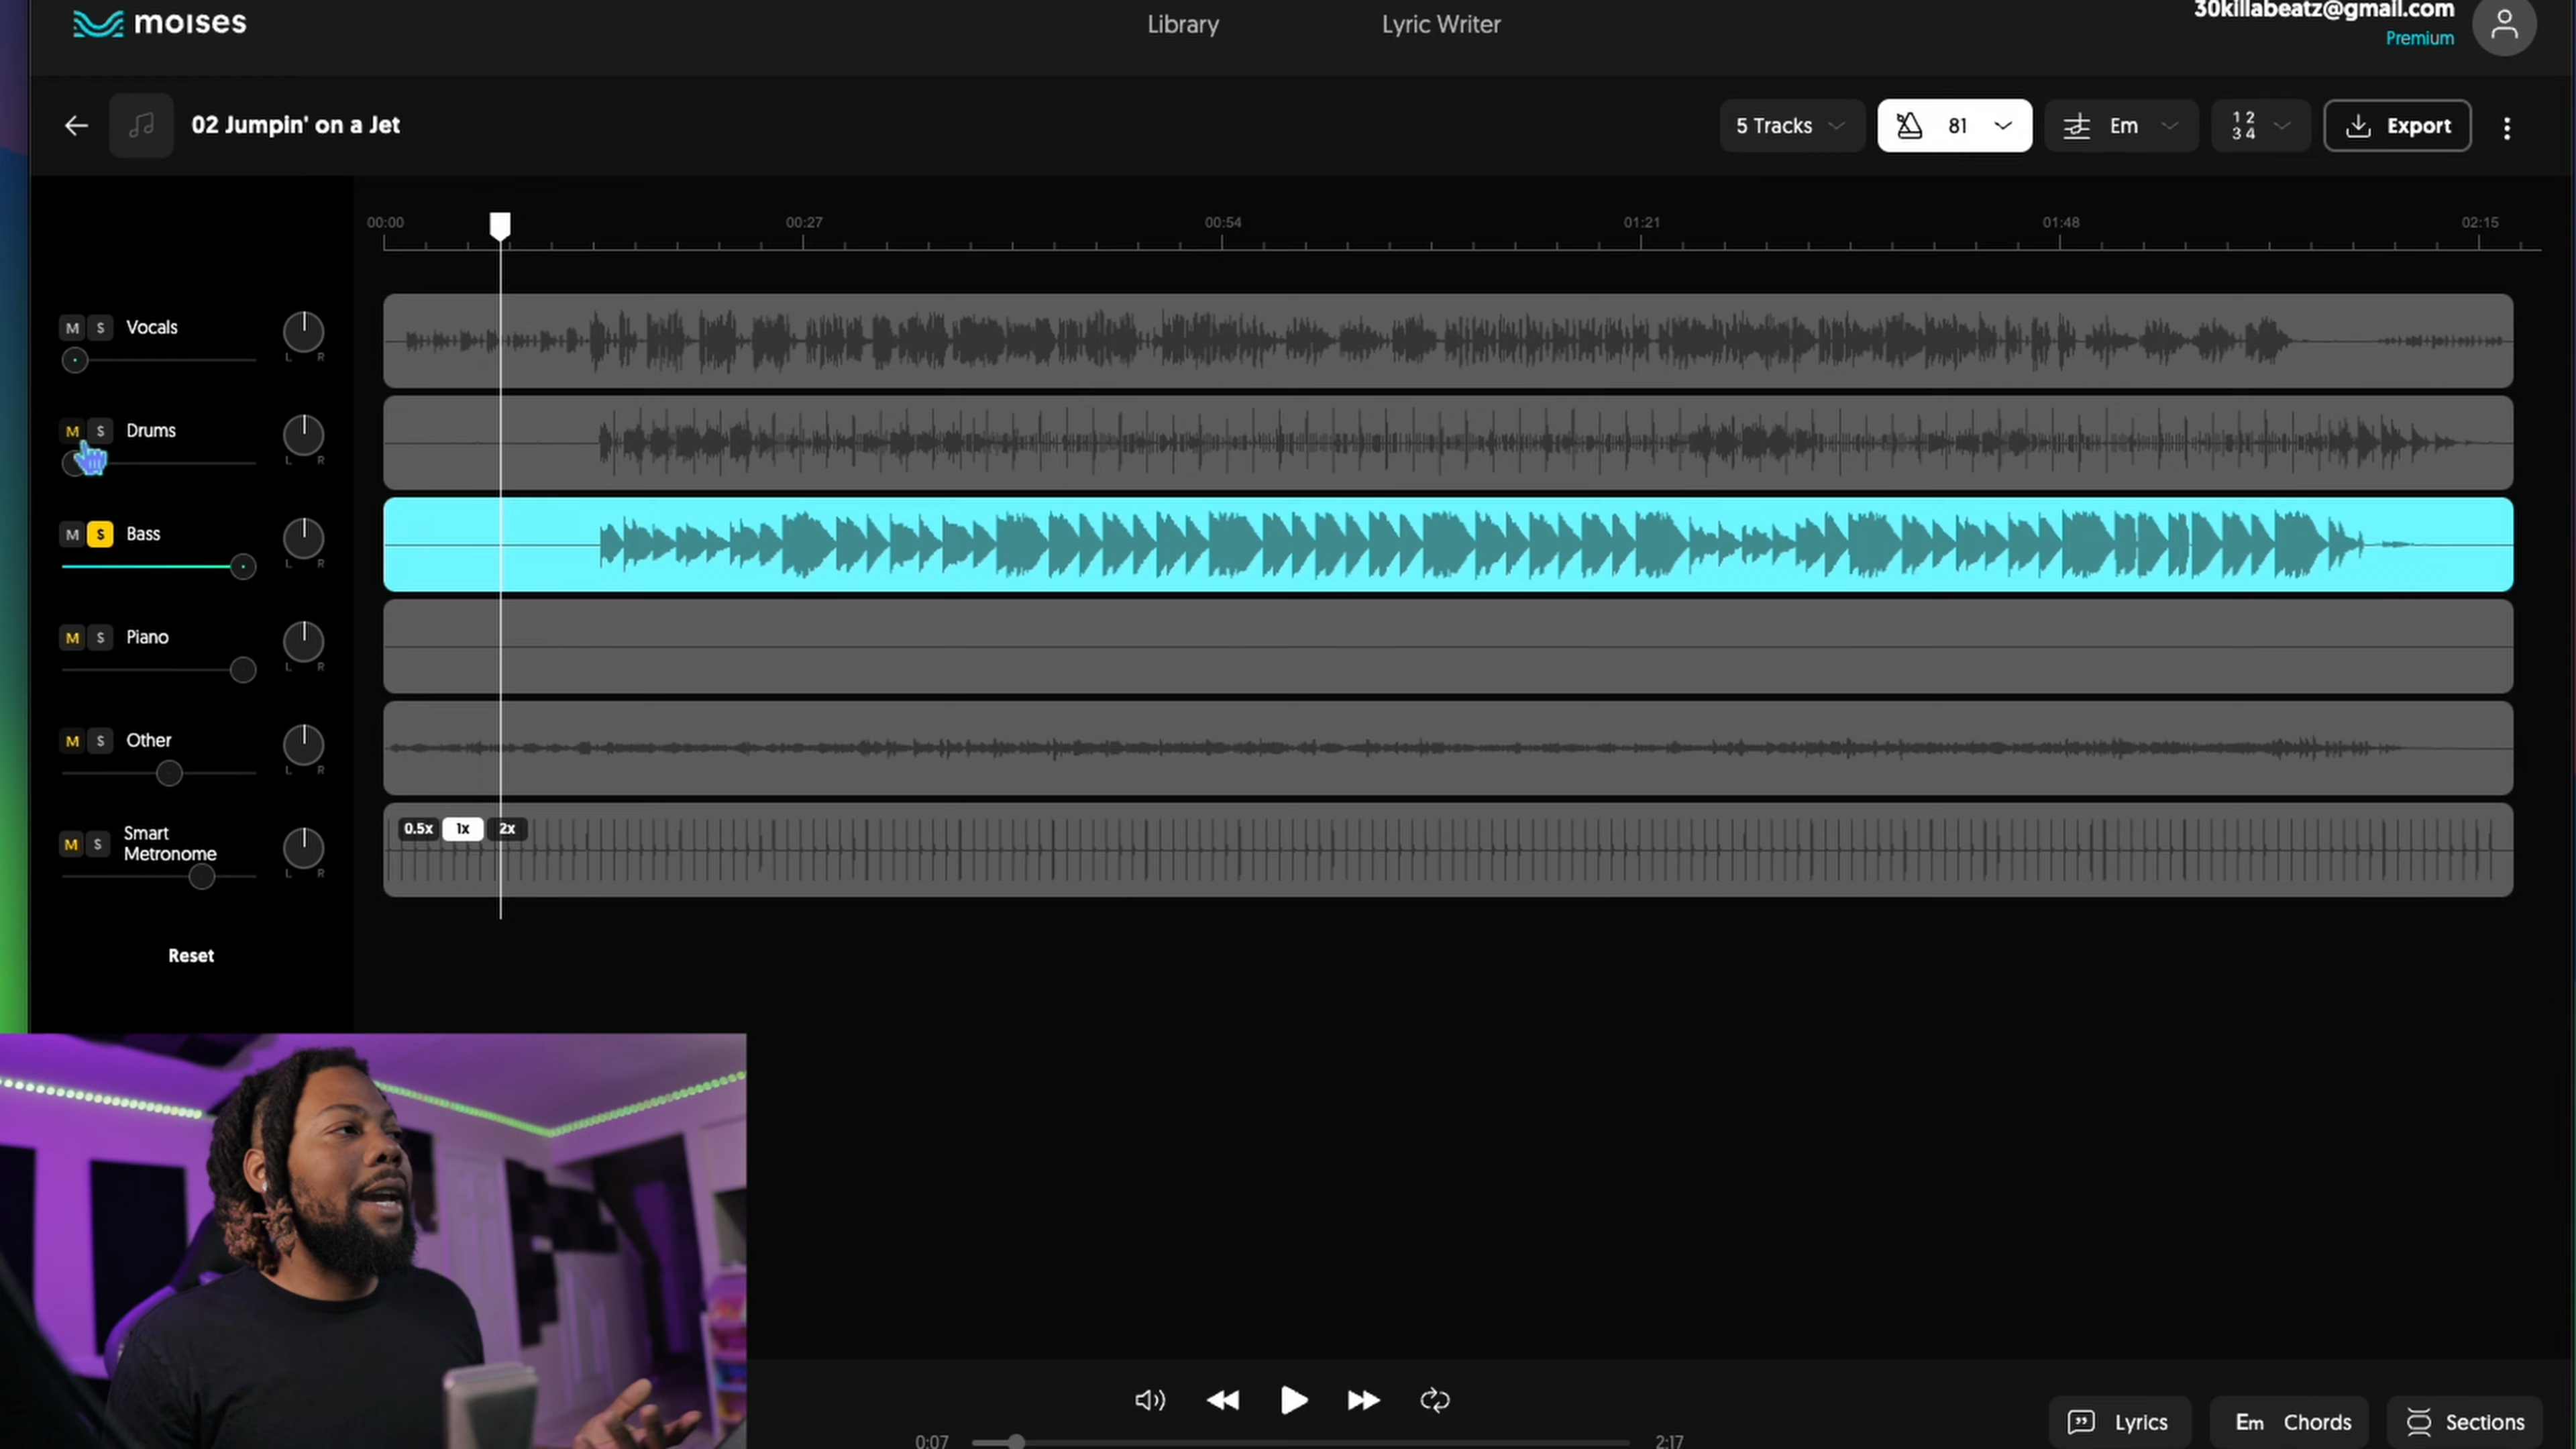 moises
Library
Lyric Writer
30killabeatz@gmail.com
Premium
02 Jumpin' on a Jet
5 Tracks
81
Em
1 2
3 4
Export
00:00
00:27
00:54
01:21
01:48
02:15
M S Vocals
L R
M S Drums
L R
M S Bass
L R
M S Piano
L R
M S Other
L R
M S Smart
Metronome
L R
0.5x 1x 2x
Reset
0:07
2:17
Lyrics
Em Chords
Sections